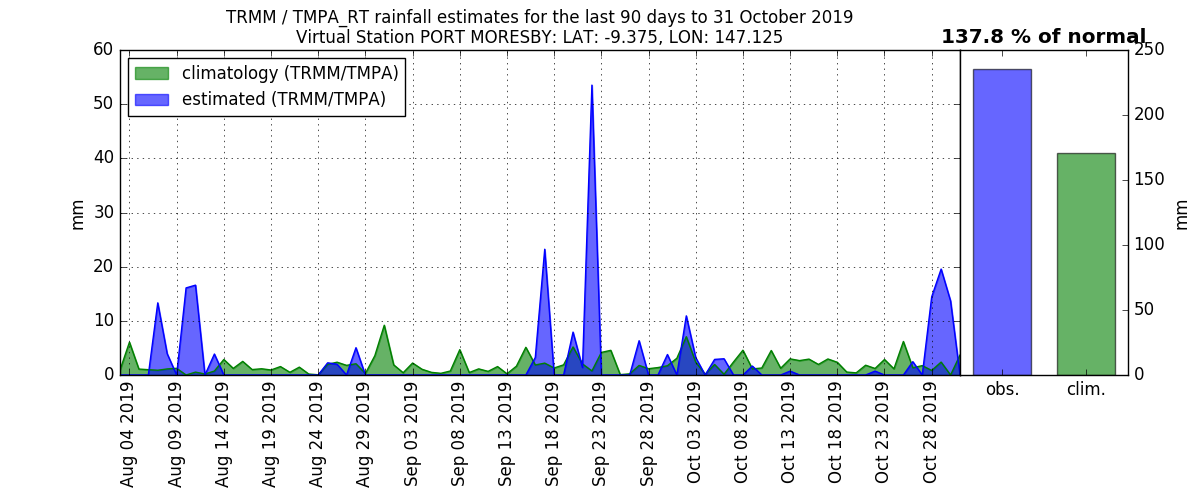 TRMM / TMPA_RT rainfall estimates for the last 90 days to 31 October 2019
Virtual Station PORT MORESBY: LAT: -9.375, LON: 147.125
137.8 % of normal
climatology (TRMM/TMPA)
estimated (TRMM/TMPA)
60
50
40
30
20
10
0
mm
Aug 04 2019
Aug 09 2019
Aug 14 2019
Aug 19 2019
Aug 24 2019
Aug 29 2019
Sep 03 2019
Sep 08 2019
Sep 13 2019
Sep 18 2019
Sep 23 2019
Sep 28 2019
Oct 03 2019
Oct 08 2019
Oct 13 2019
Oct 18 2019
Oct 23 2019
Oct 28 2019
250
200
150
100
50
0
mm
obs.
clim.